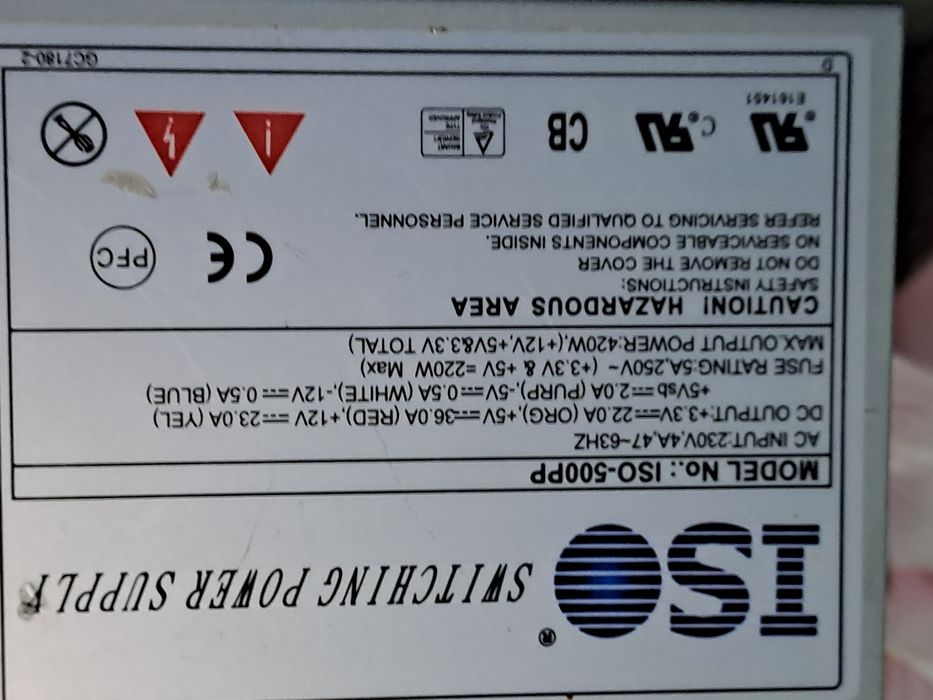 ISO®
SWITCHING POWER SUPPLY
MODEL No.: ISO-500PP
AC INPUT:230V,4A,47~63HZ
DC OUTPUT:+3.3V⎓22.0A (ORG),+5V⎓36.0A (RED),+12V⎓23.0A (YEL)
+5Vsb⎓2.0A (PURP),-5V⎓0.5A (WHITE),-12V⎓0.5A (BLUE)
FUSE RATING:5A,250V~ (+3.3V & +5V =220W Max)
MAX OUTPUT POWER:420W,(+12V,+5V&3.3V TOTAL)
CAUTION! HAZARDOUS AREA
SAFETY INSTRUCTIONS:
DO NOT REMOVE THE COVER
NO SERVICEABLE COMPONENTS INSIDE.
REFER SERVICING TO QUALIFIED SERVICE PERSONNEL.
CE
PFC
E161451
CB
TYPE
APPROVED
D
GC7180-2